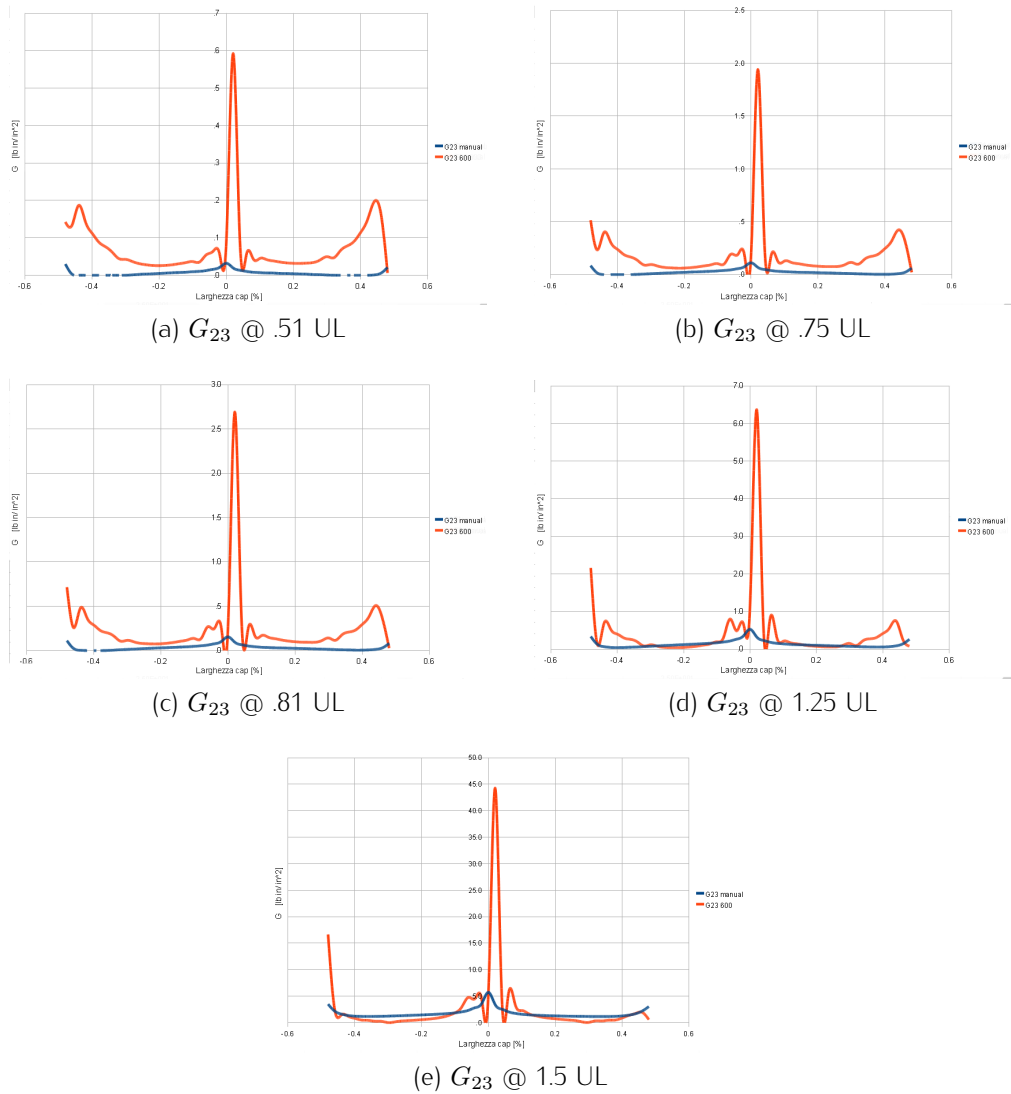 .7
.6
.5
.4
.3
.2
.1
.0
-0.6 -0.4 -0.2 0 0.2 0.4 0.6
Larghezza cap [%]
G [lb in/in^2]
G23 manual
G23 600
(a) G23 @ .51 UL
2.5
2.0
1.5
1.0
.5
.0
-0.6 -0.4 -0.2 0 0.2 0.4 0.6
Larghezza cap [%]
G [lb in/in^2]
G23 manual
G23 600
(b) G23 @ .75 UL
3.0
2.5
2.0
1.5
1.0
.5
.0
-0.6 -0.4 -0.2 0 0.2 0.4 0.6
Larghezza cap [%]
G [lb in/in^2]
G23 manual
G23 600
(c) G23 @ .81 UL
7.0
6.0
5.0
4.0
3.0
2.0
1.0
.0
-0.6 -0.4 -0.2 0 0.2 0.4 0.6
Larghezza cap [%]
G [lb in/in^2]
G23 manual
G23 600
(d) G23 @ 1.25 UL
50.0
45.0
40.0
35.0
30.0
25.0
20.0
15.0
10.0
5.0
.0
-0.6 -0.4 -0.2 0 0.2 0.4 0.6
Larghezza cap [%]
G [lb in/in^2]
G23 manual
G23 600
(e) G23 @ 1.5 UL